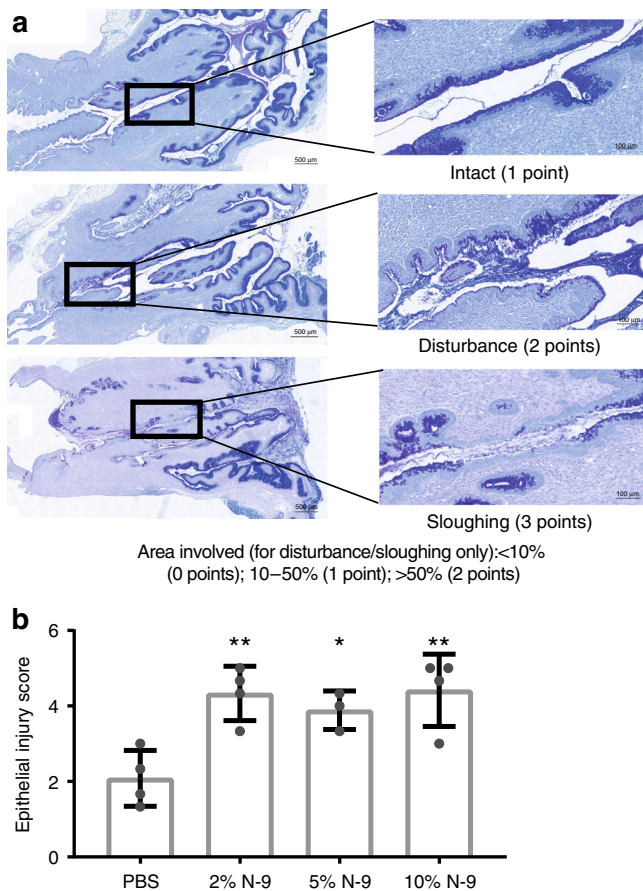 a
500 µm
100 µm
Intact (1 point)
500 µm
100 µm
Disturbance (2 points)
500 µm
100 µm
Sloughing (3 points)
Area involved (for disturbance/sloughing only):<10%
(0 points); 10–50% (1 point); >50% (2 points)
b
Epithelial injury score
6
4
2
0
** * **
PBS 2% N-9 5% N-9 10% N-9